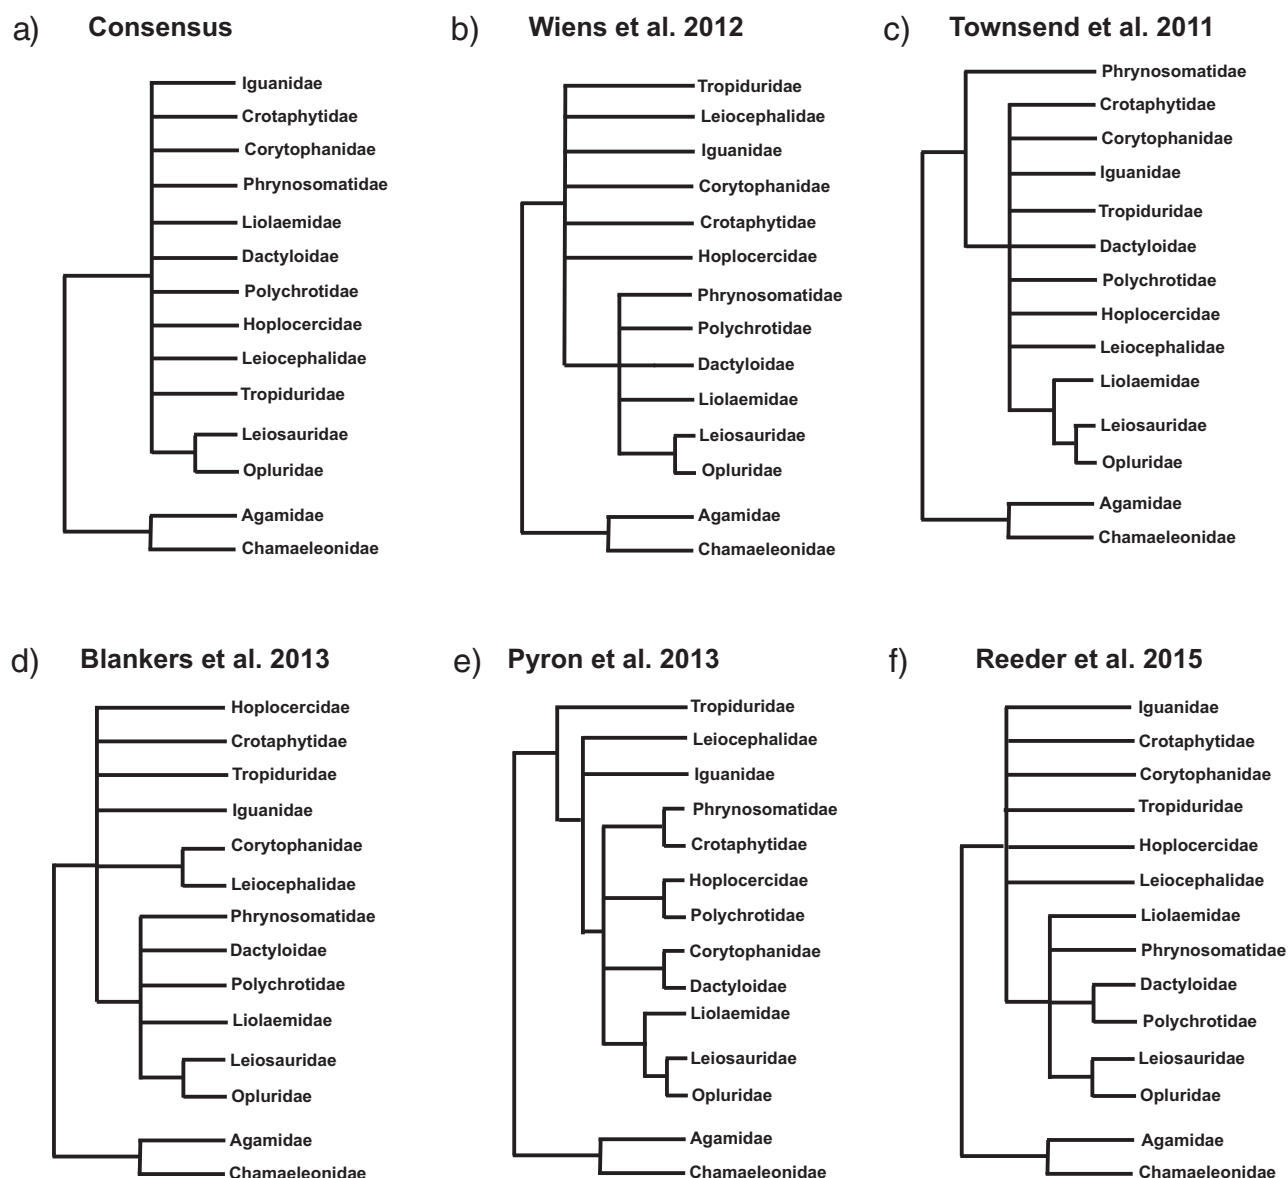 a) Consensus
Iguanidae
Crotaphytidae
Corytophanidae
Phrynosomatidae
Liolaemidae
Dactyloidae
Polychrotidae
Hoplocercidae
Leiocephalidae
Tropiduridae
Leiosauridae
Opluridae
Agamidae
Chamaeleonidae
b) Wiens et al. 2012
Tropiduridae
Leiocephalidae
Iguanidae
Corytophanidae
Crotaphytidae
Hoplocercidae
Phrynosomatidae
Polychrotidae
Dactyloidae
Liolaemidae
Leiosauridae
Opluridae
Agamidae
Chamaeleonidae
c) Townsend et al. 2011
Phrynosomatidae
Crotaphytidae
Corytophanidae
Iguanidae
Tropiduridae
Dactyloidae
Polychrotidae
Hoplocercidae
Leiocephalidae
Liolaemidae
Leiosauridae
Opluridae
Agamidae
Chamaeleonidae
d) Blankers et al. 2013
Hoplocercidae
Crotaphytidae
Tropiduridae
Iguanidae
Corytophanidae
Leiocephalidae
Phrynosomatidae
Dactyloidae
Polychrotidae
Liolaemidae
Leiosauridae
Opluridae
Agamidae
Chamaeleonidae
e) Pyron et al. 2013
Tropiduridae
Leiocephalidae
Iguanidae
Phrynosomatidae
Crotaphytidae
Hoplocercidae
Polychrotidae
Corytophanidae
Dactyloidae
Liolaemidae
Leiosauridae
Opluridae
Agamidae
Chamaeleonidae
f) Reeder et al. 2015
Iguanidae
Crotaphytidae
Corytophanidae
Tropiduridae
Hoplocercidae
Leiocephalidae
Liolaemidae
Phrynosomatidae
Dactyloidae
Polychrotidae
Leiosauridae
Opluridae
Agamidae
Chamaeleonidae